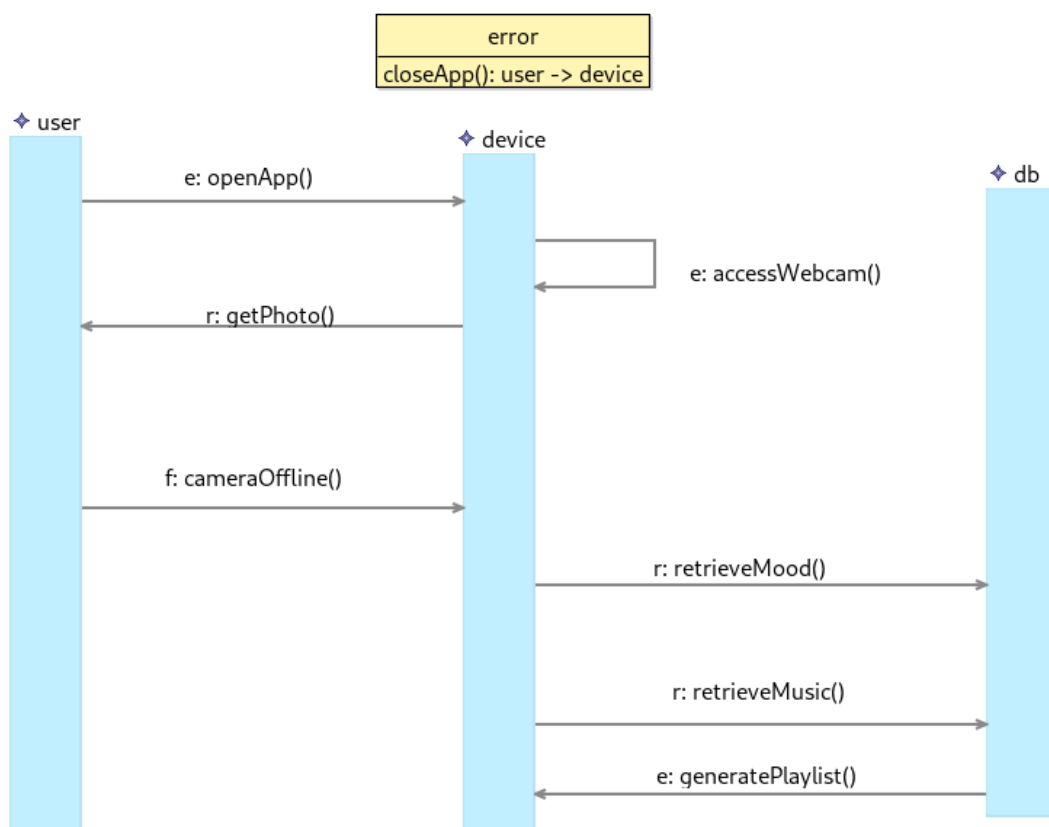 error
closeApp(): user -> device
user
device
db
e: openApp()
e: accessWebcam()
r: getPhoto()
f: cameraOffline()
r: retrieveMood()
r: retrieveMusic()
e: generatePlaylist()